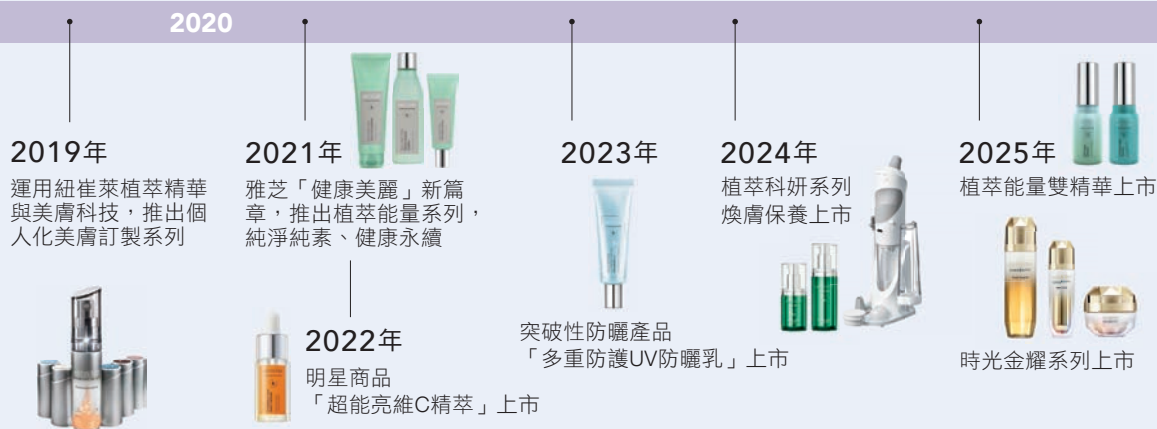 2020
2019年
運用紐崔萊植萃精華
與美膚科技，推出個
人化美膚訂製系列
2021年
雅芝「健康美麗」新篇
章，推出植萃能量系列，
純淨純素、健康永續
2022年
明星商品
「超能亮維C精萃」上市
2023年
突破性防曬產品
「多重防護UV防曬乳」上市
2024年
植萃科妍系列
煥膚保養上市
2025年
植萃能量雙精華上市
時光金耀系列上市